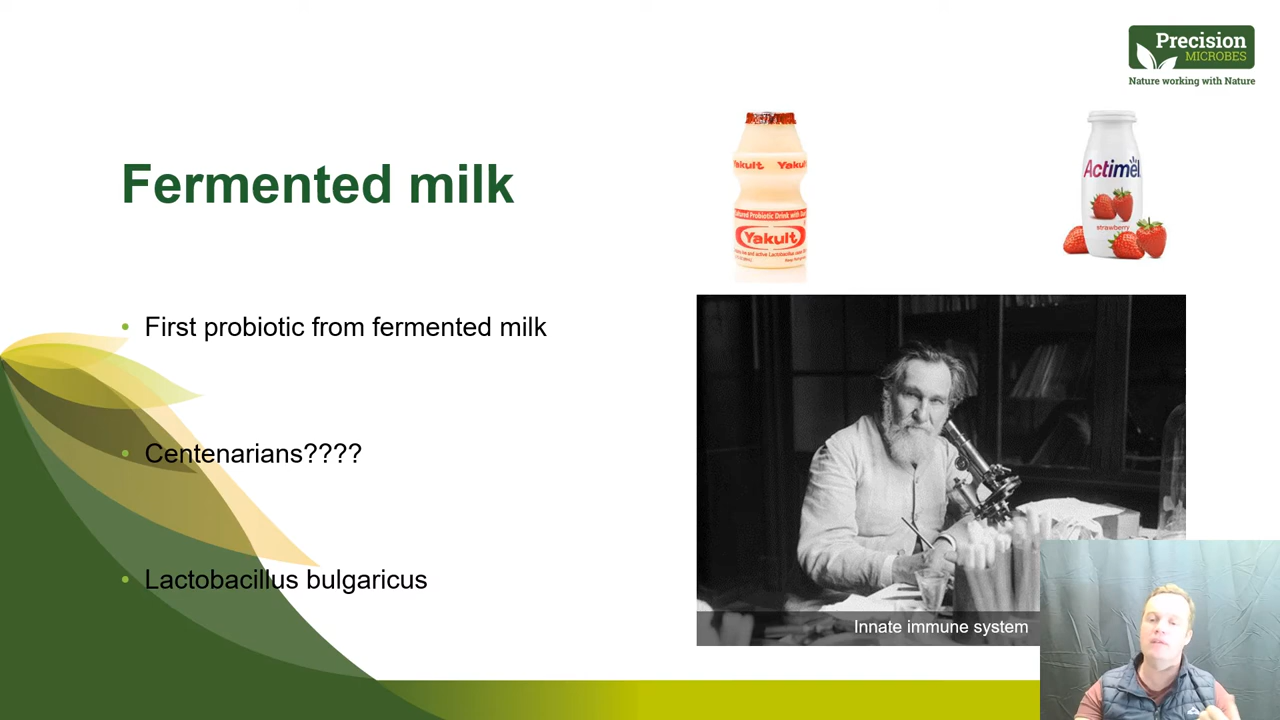 Precision
MICROBES
Nature working with Nature
Fermented milk
Yakult Yakult
Yakult
Actimel
strawberry
• First probiotic from fermented milk
• Centenarians????
• Lactobacillus bulgaricus
Innate immune system